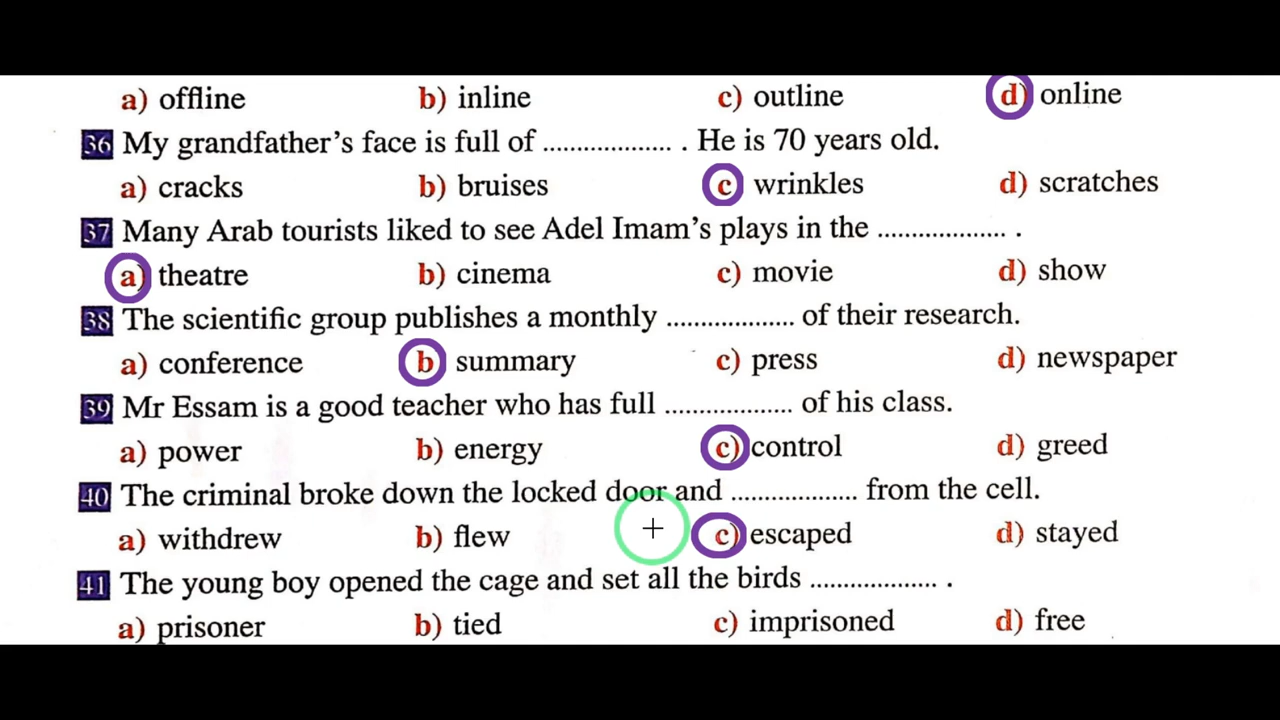 a) offline b) inline c) outline d) online
36 My grandfather's face is full of ................... . He is 70 years old.
a) cracks b) bruises c) wrinkles d) scratches
37 Many Arab tourists liked to see Adel Imam's plays in the ................... .
a) theatre b) cinema c) movie d) show
38 The scientific group publishes a monthly ................... of their research.
a) conference b) summary c) press d) newspaper
39 Mr Essam is a good teacher who has full ................... of his class.
a) power b) energy c) control d) greed
40 The criminal broke down the locked door and ................... from the cell.
a) withdrew b) flew c) escaped d) stayed
41 The young boy opened the cage and set all the birds ................... .
a) prisoner b) tied c) imprisoned d) free